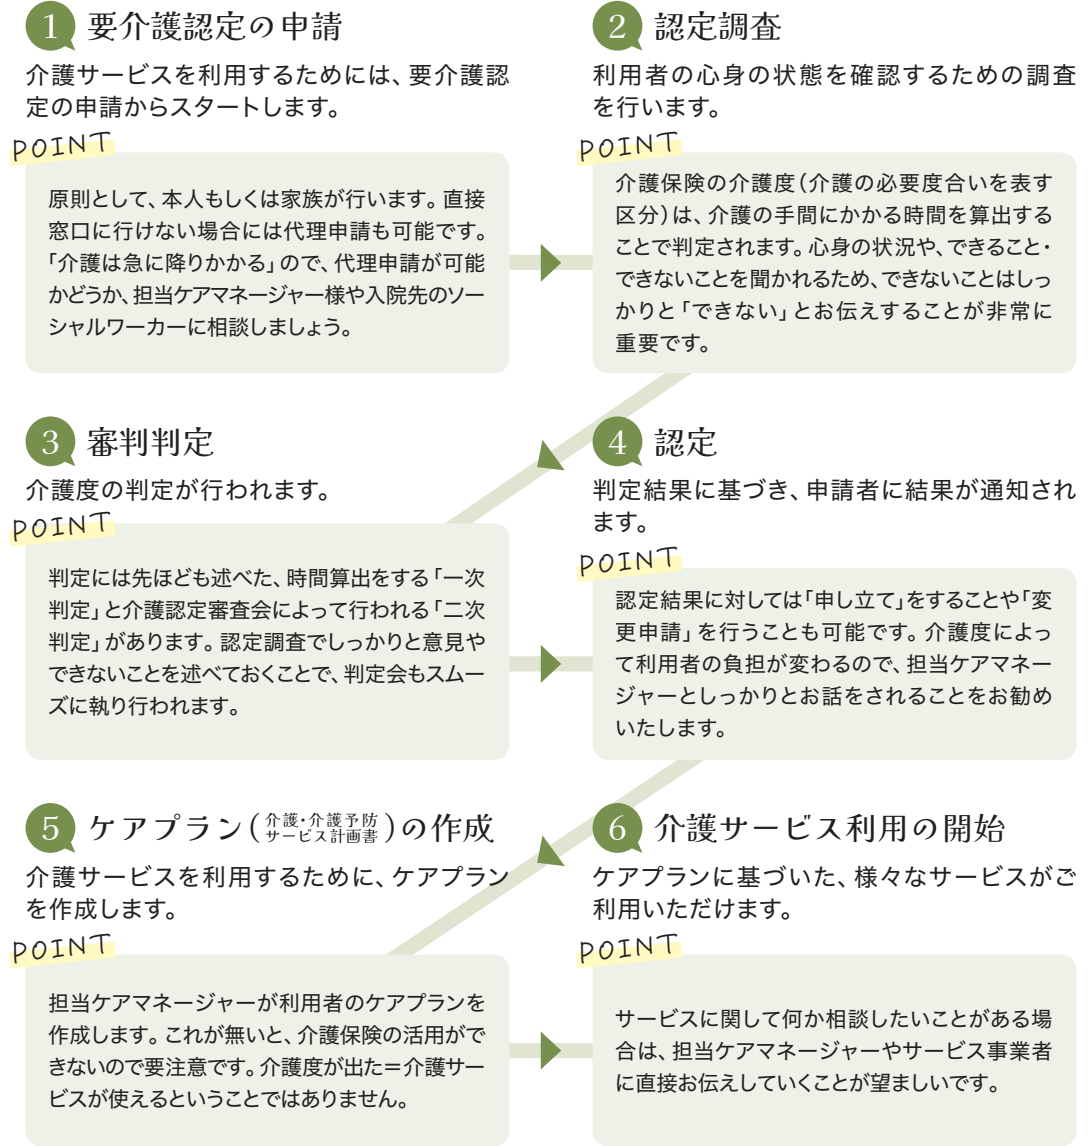 1 要介護認定の申請
介護サービスを利用するためには、要介護認
定の申請からスタートします。
POINT
原則として、本人もしくは家族が行います。直接
窓口に行けない場合には代理申請も可能です。
「介護は急に降りかかる」ので、代理申請が可能
かどうか、担当ケアマネージャー様や入院先のソー
シャルワーカーに相談しましょう。
2 認定調査
利用者の心身の状態を確認するための調査
を行います。
POINT
介護保険の介護度（介護の必要度合いを表す
区分）は、介護の手間にかかる時間を算出する
ことで判定されます。心身の状況や、できること・
できないことを聞かれるため、できないことはしっ
かりと「できない」とお伝えすることが非常に
重要です。
3 審判判定
介護度の判定が行われます。
POINT
判定には先ほども述べた、時間算出をする「一次
判定」と介護認定審査会によって行われる「二次
判定」があります。認定調査でしっかりと意見や
できないことを述べておくことで、判定会もスムー
ズに執り行われます。
4 認定
判定結果に基づき、申請者に結果が通知され
ます。
POINT
認定結果に対しては「申し立て」をすることや「変
更申請」を行うことも可能です。介護度によっ
て利用者の負担が変わるので、担当ケアマネー
ジャーとしっかりとお話をされることをお勧め
いたします。
5 ケアプラン（介護・介護予防サービス計画書）の作成
介護サービスを利用するために、ケアプラン
を作成します。
POINT
担当ケアマネージャーが利用者のケアプランを
作成します。これが無いと、介護保険の活用がで
きないので要注意です。介護度が出た＝介護サー
ビスが使えるということではありません。
6 介護サービス利用の開始
ケアプランに基づいた、様々なサービスがご
利用いただけます。
POINT
サービスに関して何か相談したいことがある場
合は、担当ケアマネージャーやサービス事業者
に直接お伝えしていくことが望ましいです。